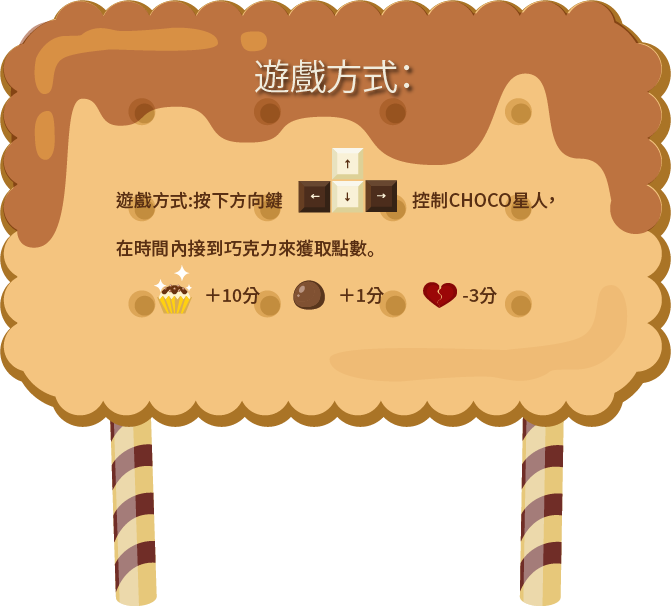 遊戲方式：
遊戲方式:按下方向鍵 ↑ ← ↓ → 控制CHOCO星人，
在時間內接到巧克力來獲取點數。
＋10分 ＋1分 -3分